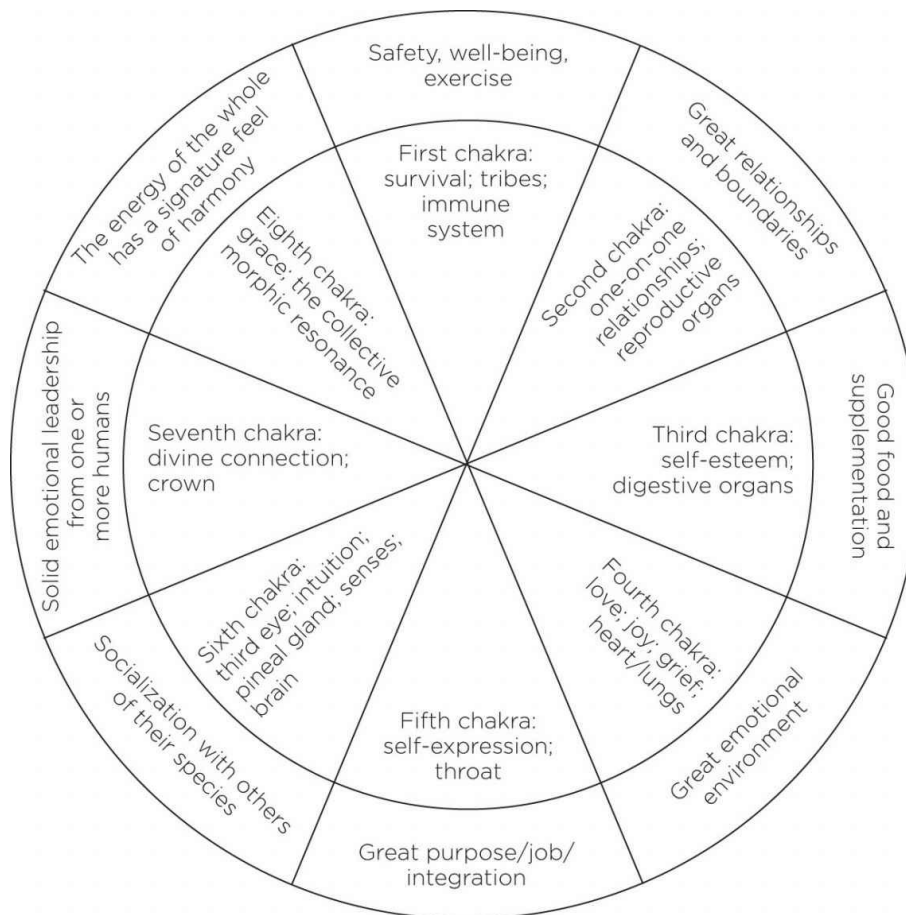 Safety, well-being,
exercise
First chakra:
survival; tribes;
immune
system
Great relationships
and boundaries
Second chakra:
one-on-one
relationships;
reproductive
organs
Good food and
supplementation
Third chakra:
self-esteem;
digestive organs
Great emotional
environment
Fourth chakra:
love; joy; grief;
heart/lungs
Great purpose/job/
integration
Fifth chakra:
self-expression;
throat
Socialization with others
of their species
Sixth chakra:
third eye; intuition;
pineal gland; senses;
brain
Solid emotional leadership
from one or
more humans
Seventh chakra:
divine connection;
crown
The energy of the whole
has a signature feel
of harmony
Eighth chakra:
grace; the collective
morphic resonance